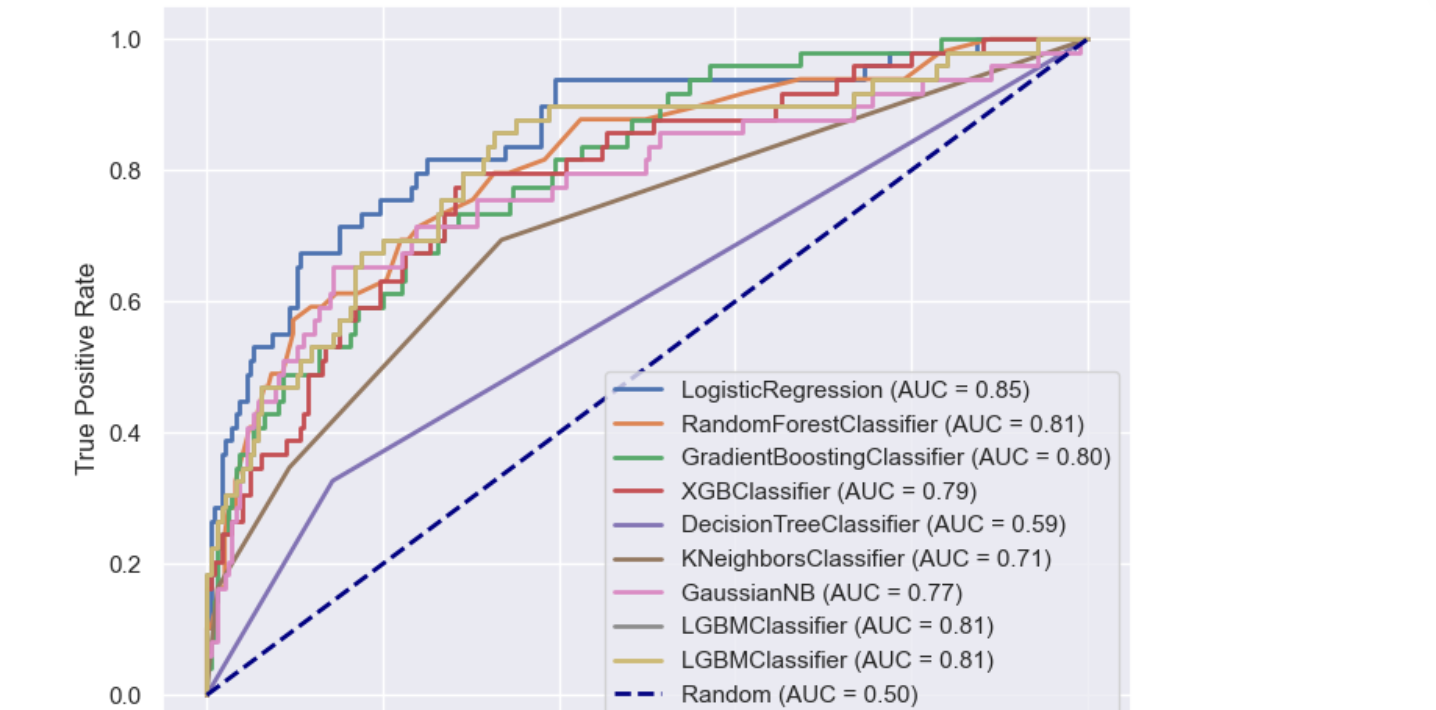 1.0
0.8
0.6
0.4
0.2
0.0
True Positive Rate
LogisticRegression (AUC = 0.85)
RandomForestClassifier (AUC = 0.81)
GradientBoostingClassifier (AUC = 0.80)
XGBClassifier (AUC = 0.79)
DecisionTreeClassifier (AUC = 0.59)
KNeighborsClassifier (AUC = 0.71)
GaussianNB (AUC = 0.77)
LGBMClassifier (AUC = 0.81)
LGBMClassifier (AUC = 0.81)
Random (AUC = 0.50)